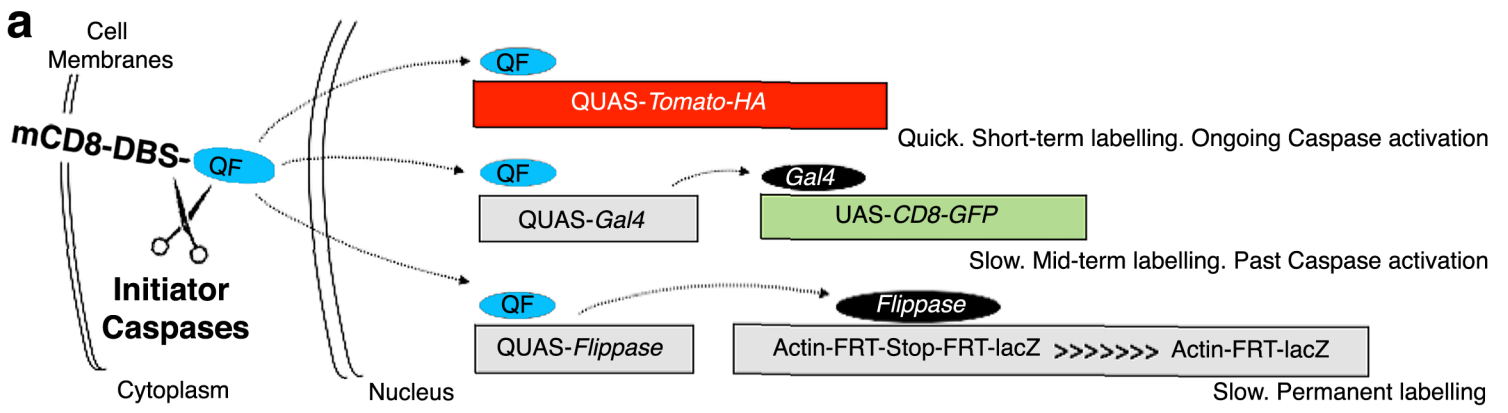 a
Cell
Membranes
mCD8-DBS-
QF
Initiator
Caspases
Cytoplasm
Nucleus
QF
QUAS-Tomato-HA
Quick. Short-term labelling. Ongoing Caspase activation
QF
QUAS-Gal4
Gal4
UAS-CD8-GFP
Slow. Mid-term labelling. Past Caspase activation
QF
QUAS-Flippase
Flippase
Actin-FRT-Stop-FRT-lacZ >>>>>>> Actin-FRT-lacZ
Slow. Permanent labelling